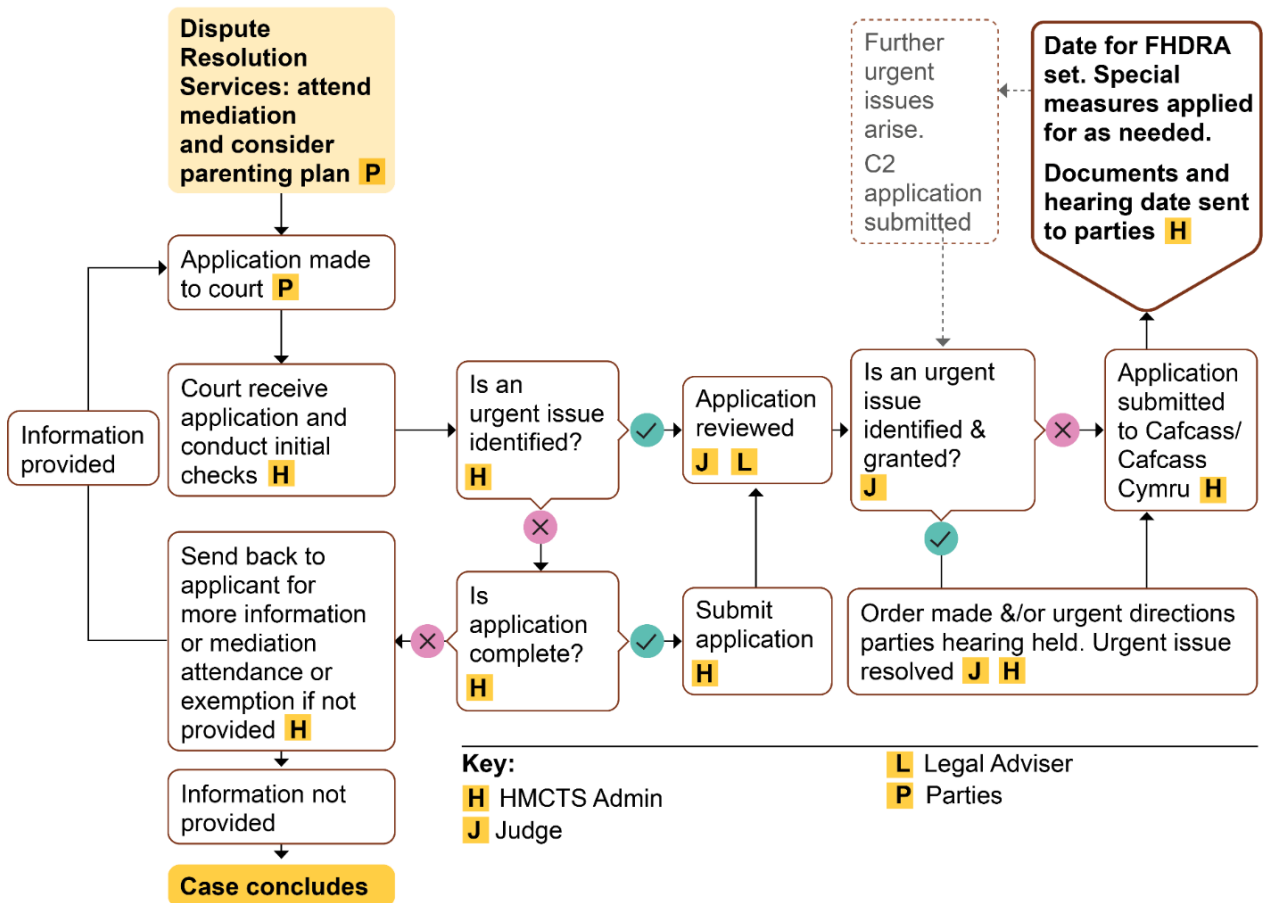 Dispute
Resolution
Services: attend
mediation
and consider
parenting plan P
Application made
to court P
Court receive
application and
conduct initial
checks H
Information
provided
Send back to
applicant for
more information
or mediation
attendance or
exemption if not
provided H
Information not
provided
Case concludes
Is an
urgent issue
identified?
H
Is
application
complete?
H
Application
reviewed
J L
Submit
application
H
Further
urgent
issues
arise.
C2
application
submitted
Is an urgent
issue
identified &
granted?
J
Order made &/or urgent directions
parties hearing held. Urgent issue
resolved J H
Application
submitted
to Cafcass/
Cafcass
Cymru H
Date for FHDRA
set. Special
measures applied
for as needed.
Documents and
hearing date sent
to parties H
Key:
H HMCTS Admin
J Judge
L Legal Adviser
P Parties